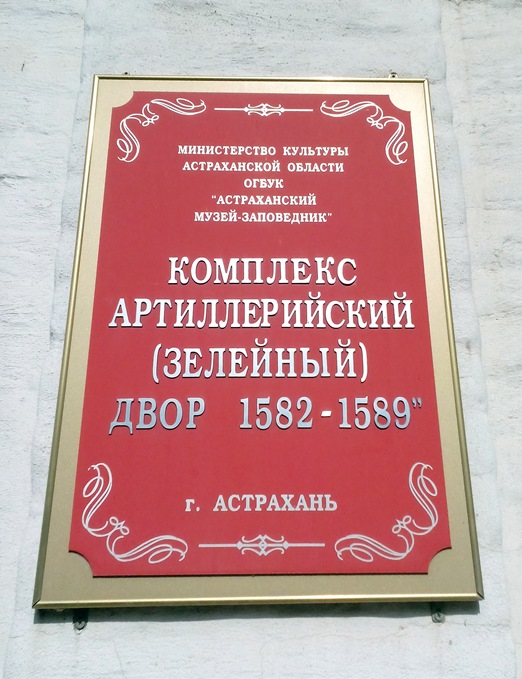 МИНИСТЕРСТВО КУЛЬТУРЫ
АСТРАХАНСКОЙ ОБЛАСТИ
ОГБУК
"АСТРАХАНСКИЙ
МУЗЕЙ-ЗАПОВЕДНИК"
КОМПЛЕКС
АРТИЛЛЕРИЙСКИЙ
(ЗЕЛЕЙНЫЙ)
ДВОР 1582-1589"
г. АСТРАХАНЬ